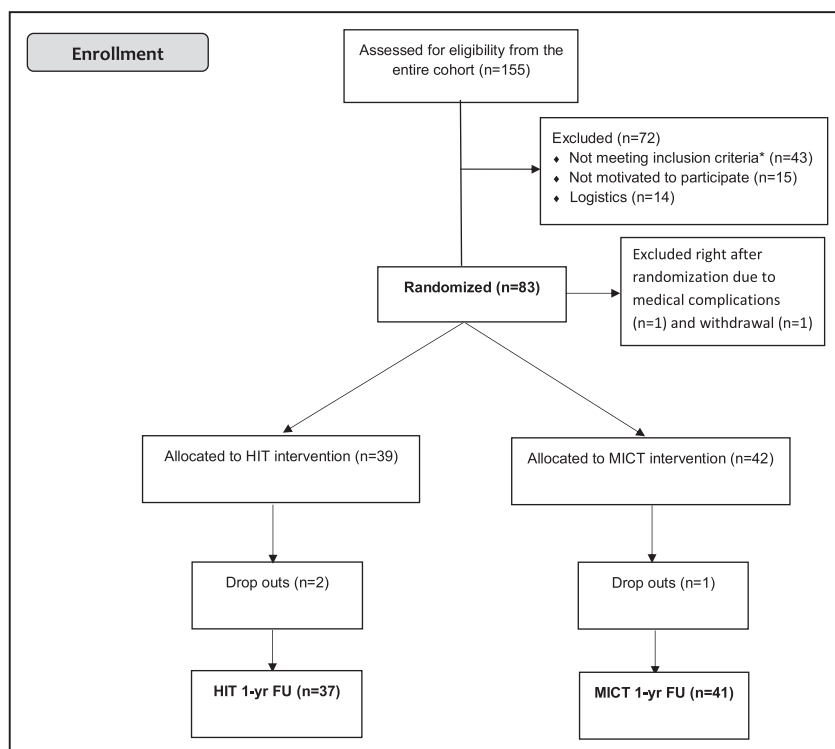 Enrollment
Assessed for eligibility from the
entire cohort (n=155)
Excluded (n=72)
♦ Not meeting inclusion criteria* (n=43)
♦ Not motivated to participate (n=15)
♦ Logistics (n=14)
Randomized (n=83)
Excluded right after
randomization due to
medical complications
(n=1) and withdrawal (n=1)
Allocated to HIT intervention (n=39)
Allocated to MICT intervention (n=42)
Drop outs (n=2)
Drop outs (n=1)
HIT 1-yr FU (n=37)
MICT 1-yr FU (n=41)